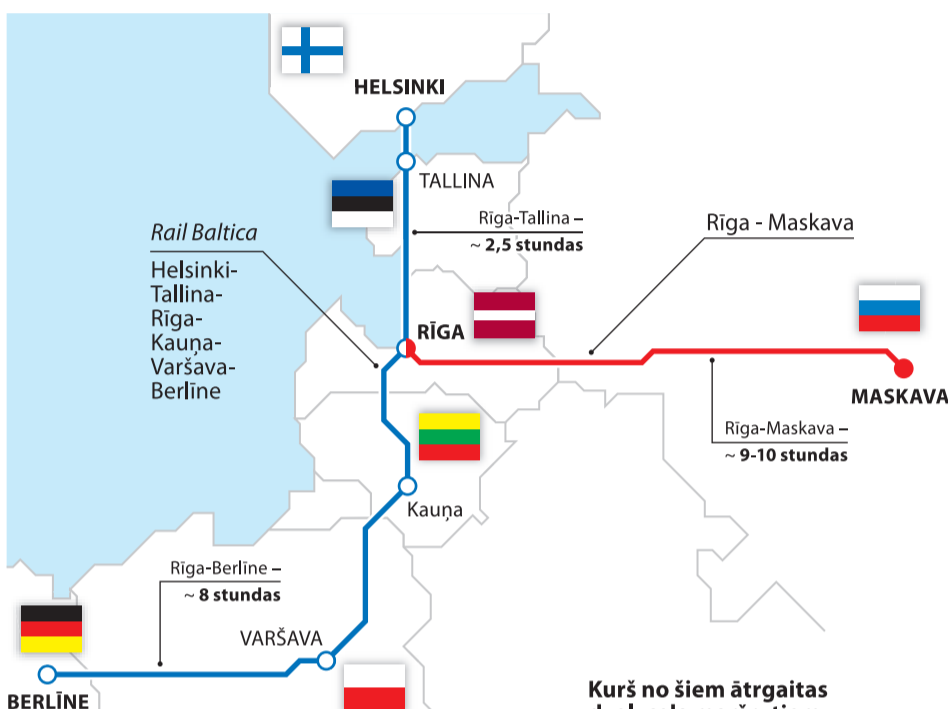 HELSINKI
TALLINA
Rīga-Tallina –
~ 2,5 stundas
Rīga - Maskava
Rail Baltica
Helsinki-
Tallina-
Rīga-
Kauņa-
Varšava-
Berlīne
RĪGA
MASKAVA
Rīga-Maskava –
~ 9-10 stundas
Kauņa
Rīga-Berlīne –
~ 8 stundas
VARŠAVA
BERLĪNE
Kurš no šiem ātrgaitas